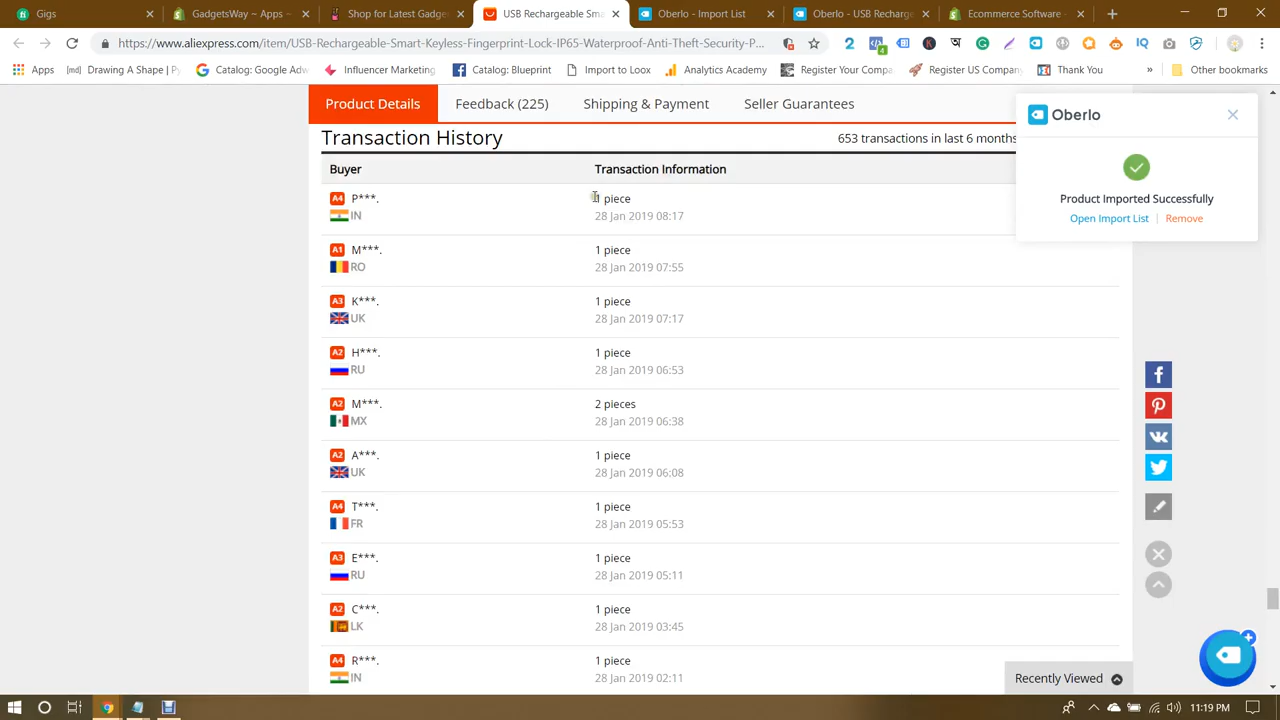 Gigs
GadgetsWay ~ Apps ~
Shop for Latest Gadge
USB Rechargeable Sma
Oberlo - Import List
Oberlo - USB Recharge
Ecommerce Software -
https://www.aliexpress.com/item/USB-Rechargeable-Smart-Keyless-Fingerprint-Lock-IP65-Waterproof-Anti-Theft-Security-P...
Apps
[md] Drawing A Shape | Py
Catalog: Google Adw
Influencer Marketing
Catalog: Blueprint
Import to Loox
Analytics Academy
Register Your Compa
Register US Company
Thank You
»
Other bookmarks
Product Details
Feedback (225)
Shipping & Payment
Seller Guarantees
Oberlo
Product Imported Successfully
Open Import List | Remove
Transaction History
653 transactions in last 6 months
Buyer
Transaction Information
A4 P***.
1 piece
IN
28 Jan 2019 08:17
A1 M***.
1 piece
RO
28 Jan 2019 07:55
A3 K***.
1 piece
UK
28 Jan 2019 07:17
A2 H***.
1 piece
RU
28 Jan 2019 06:53
A2 M***.
2 pieces
MX
28 Jan 2019 06:38
A2 A***.
1 piece
UK
28 Jan 2019 06:08
A4 T***.
1 piece
FR
28 Jan 2019 05:53
A3 E***.
1 piece
RU
28 Jan 2019 05:11
A2 C***.
1 piece
LK
28 Jan 2019 03:45
A4 R***.
1 piece
IN
28 Jan 2019 02:11
Recently Viewed
11:19 PM